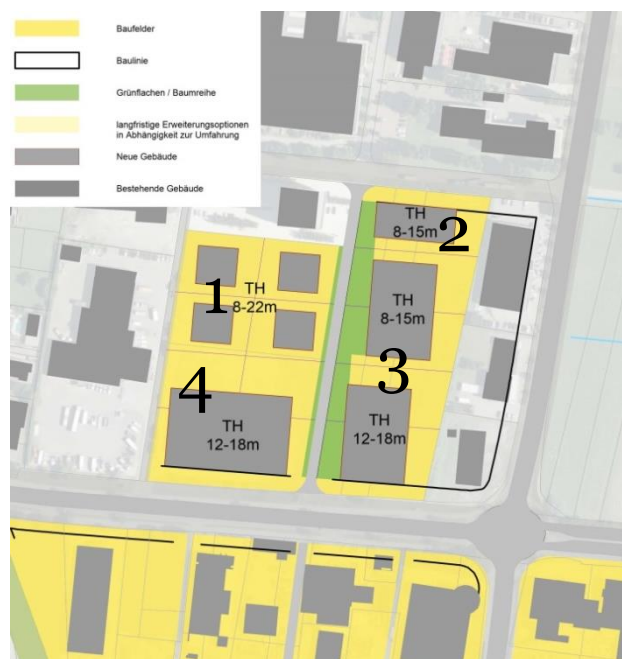 Baufelder
Baulinie
Grünflachen / Baumreihe
langfristige Erweiterungsoptionen
in Abhängigkeit zur Umfahrung
Neue Gebäude
Bestehende Gebäude
TH
8-15m
2
1
TH
8-22m
TH
8-15m
3
4
TH
12-18m
TH
12-18m